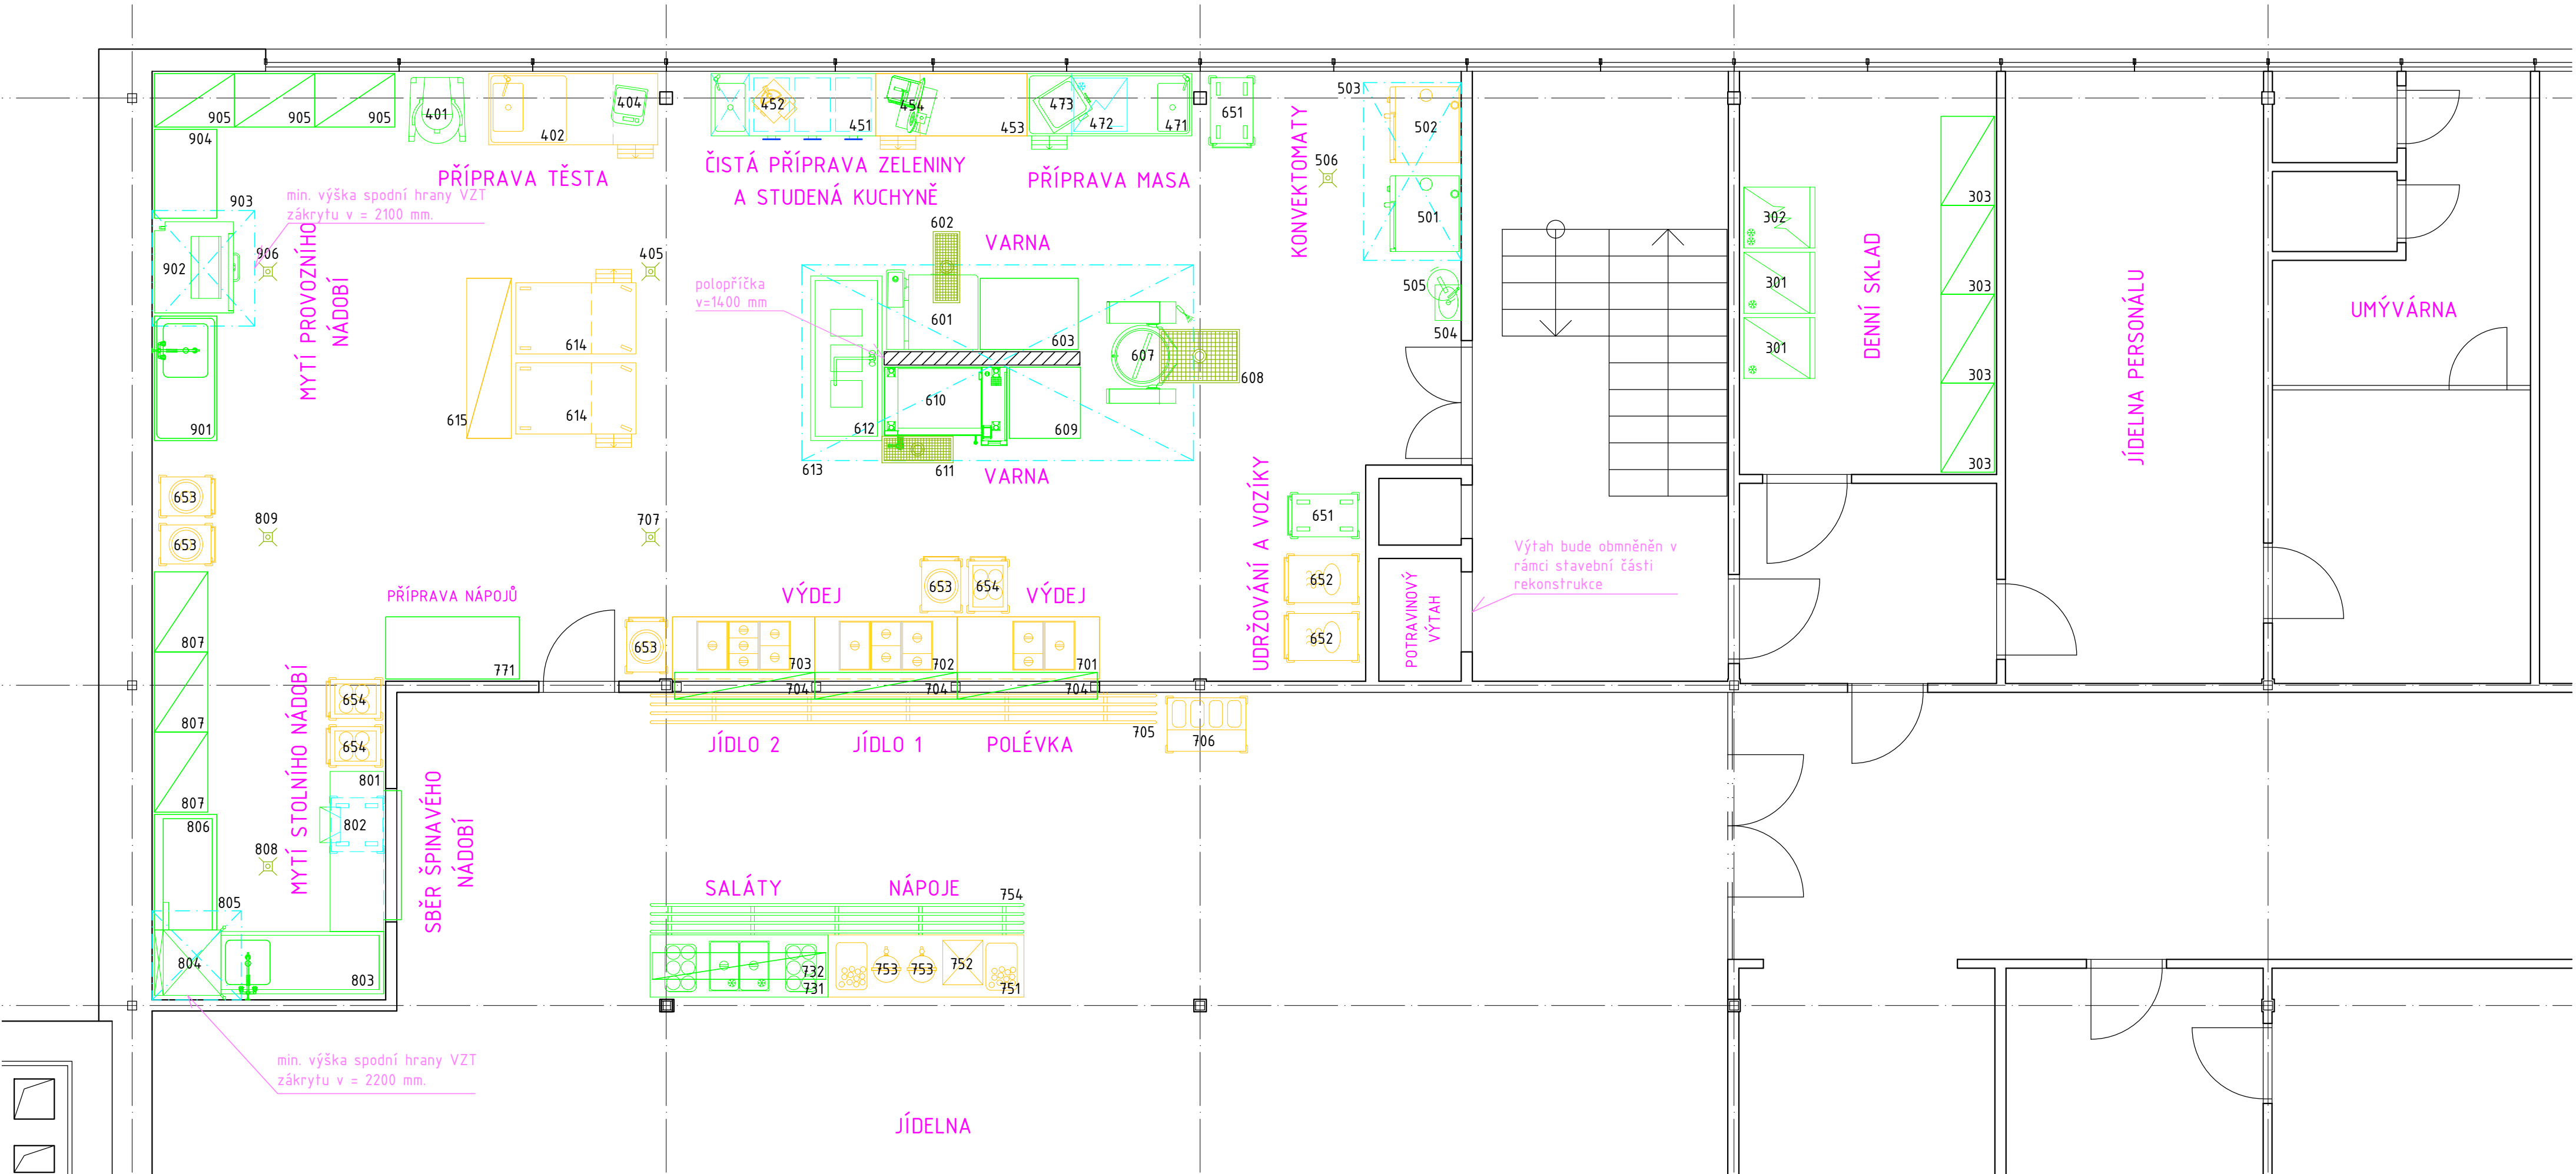 503
401
404
452
454
473
651
905
905
905
402
451
453
472
471
502
904
ČISTÁ PŘÍPRAVA ZELENINY
A STUDENÁ KUCHYNĚ
PŘÍPRAVA TĚSTA
PŘÍPRAVA MASA
KONVEKTOMATY
506
min. výška spodní hrany VZT
zákrytu v = 2100 mm.
903
303
302
501
602
VARNA
906
405
902
MYTÍ PROVOZNÍHO
NÁDOBÍ
polopříčka
v=1400 mm
505
301
303
DENNÍ SKLAD
JÍDELNA PERSONÁLU
UMÝVÁRNA
601
603
607
504
614
301
608
303
615
614
610
901
612
609
613
611
VARNA
303
UDRŽOVÁNÍ A VOZÍKY
653
809
707
651
653
Výtah bude obmněněn v
rámci stavební části
rekonstrukce
PŘÍPRAVA NÁPOJŮ
VÝDEJ
653
654
VÝDEJ
652
POTRAVINOVÝ
VÝTAH
807
653
652
771
703
702
701
704
704
704
654
MYTÍ STOLNÍHO NÁDOBÍ
807
654
JÍDLO 2
JÍDLO 1
POLÉVKA
705
706
801
807
806
802
SBĚR ŠPINAVÉHO
NÁDOBÍ
808
SALÁTY
NÁPOJE
754
805
804
803
732
731
753
753
752
751
min. výška spodní hrany VZT
zákrytu v = 2200 mm.
JÍDELNA